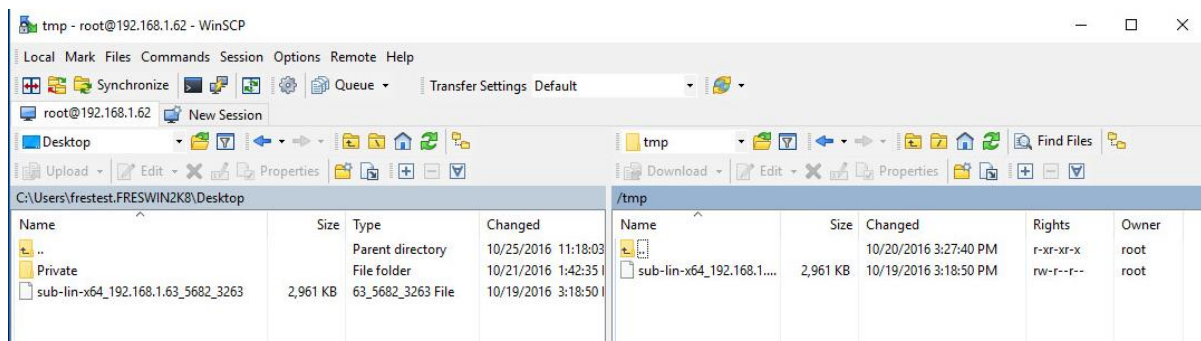 tmp - root@192.168.1.62 - WinSCP
Local Mark Files Commands Session Options Remote Help
Synchronize Queue Transfer Settings Default
root@192.168.1.62 New Session
Desktop tmp Find Files
Upload Edit Properties Download Edit Properties
C:\Users\frestest.FRESWIN2K8\Desktop /tmp
Name Size Type Changed Name Size Changed Rights Owner
.. Parent directory 10/25/2016 11:18:03 .. 10/20/2016 3:27:40 PM r-xr-xr-x root
Private File folder 10/21/2016 1:42:35 sub-lin-x64_192.168.1.... 2,961 KB 10/19/2016 3:18:50 PM rw-r--r-- root
sub-lin-x64_192.168.1.63_5682_3263 2,961 KB 63_5682_3263 File 10/19/2016 3:18:50